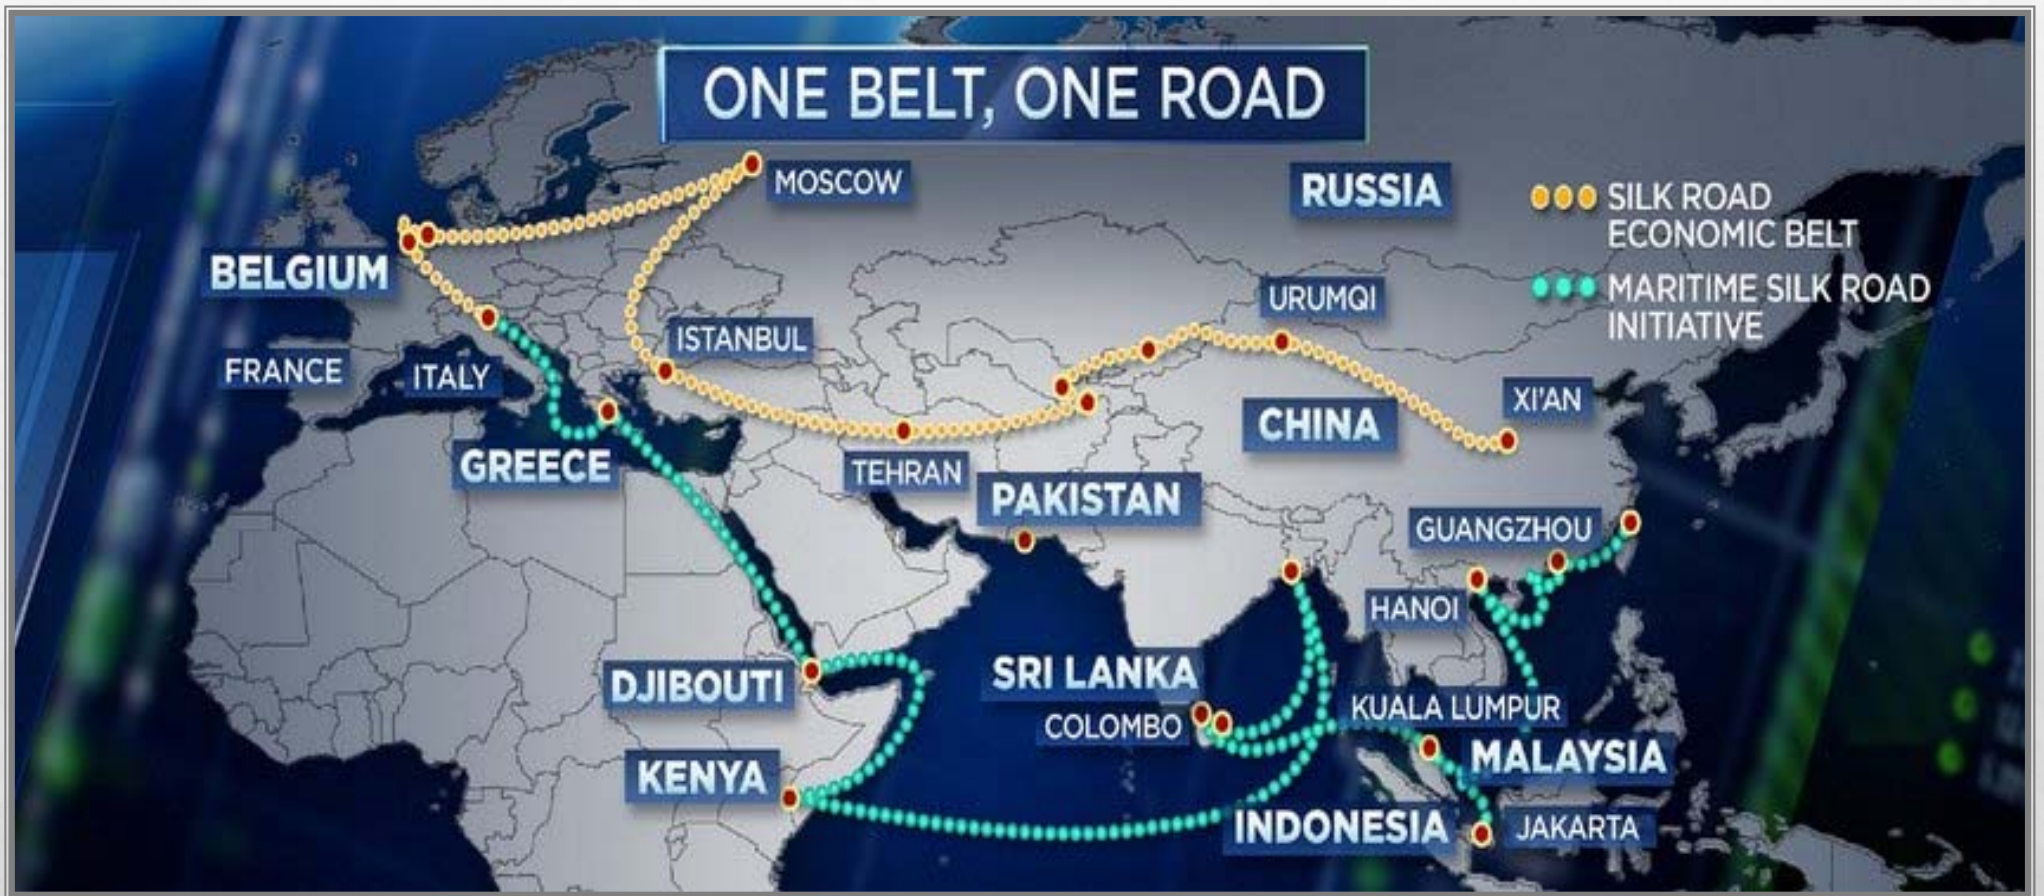 ONE BELT, ONE ROAD
MOSCOW
RUSSIA
SILK ROAD
ECONOMIC BELT
MARITIME SILK ROAD
INITIATIVE
BELGIUM
URUMQI
ISTANBUL
FRANCE
ITALY
XI'AN
CHINA
GREECE
TEHRAN
PAKISTAN
GUANGZHOU
HANOI
SRI LANKA
DJIBOUTI
COLOMBO
KUALA LUMPUR
MALAYSIA
KENYA
INDONESIA
JAKARTA